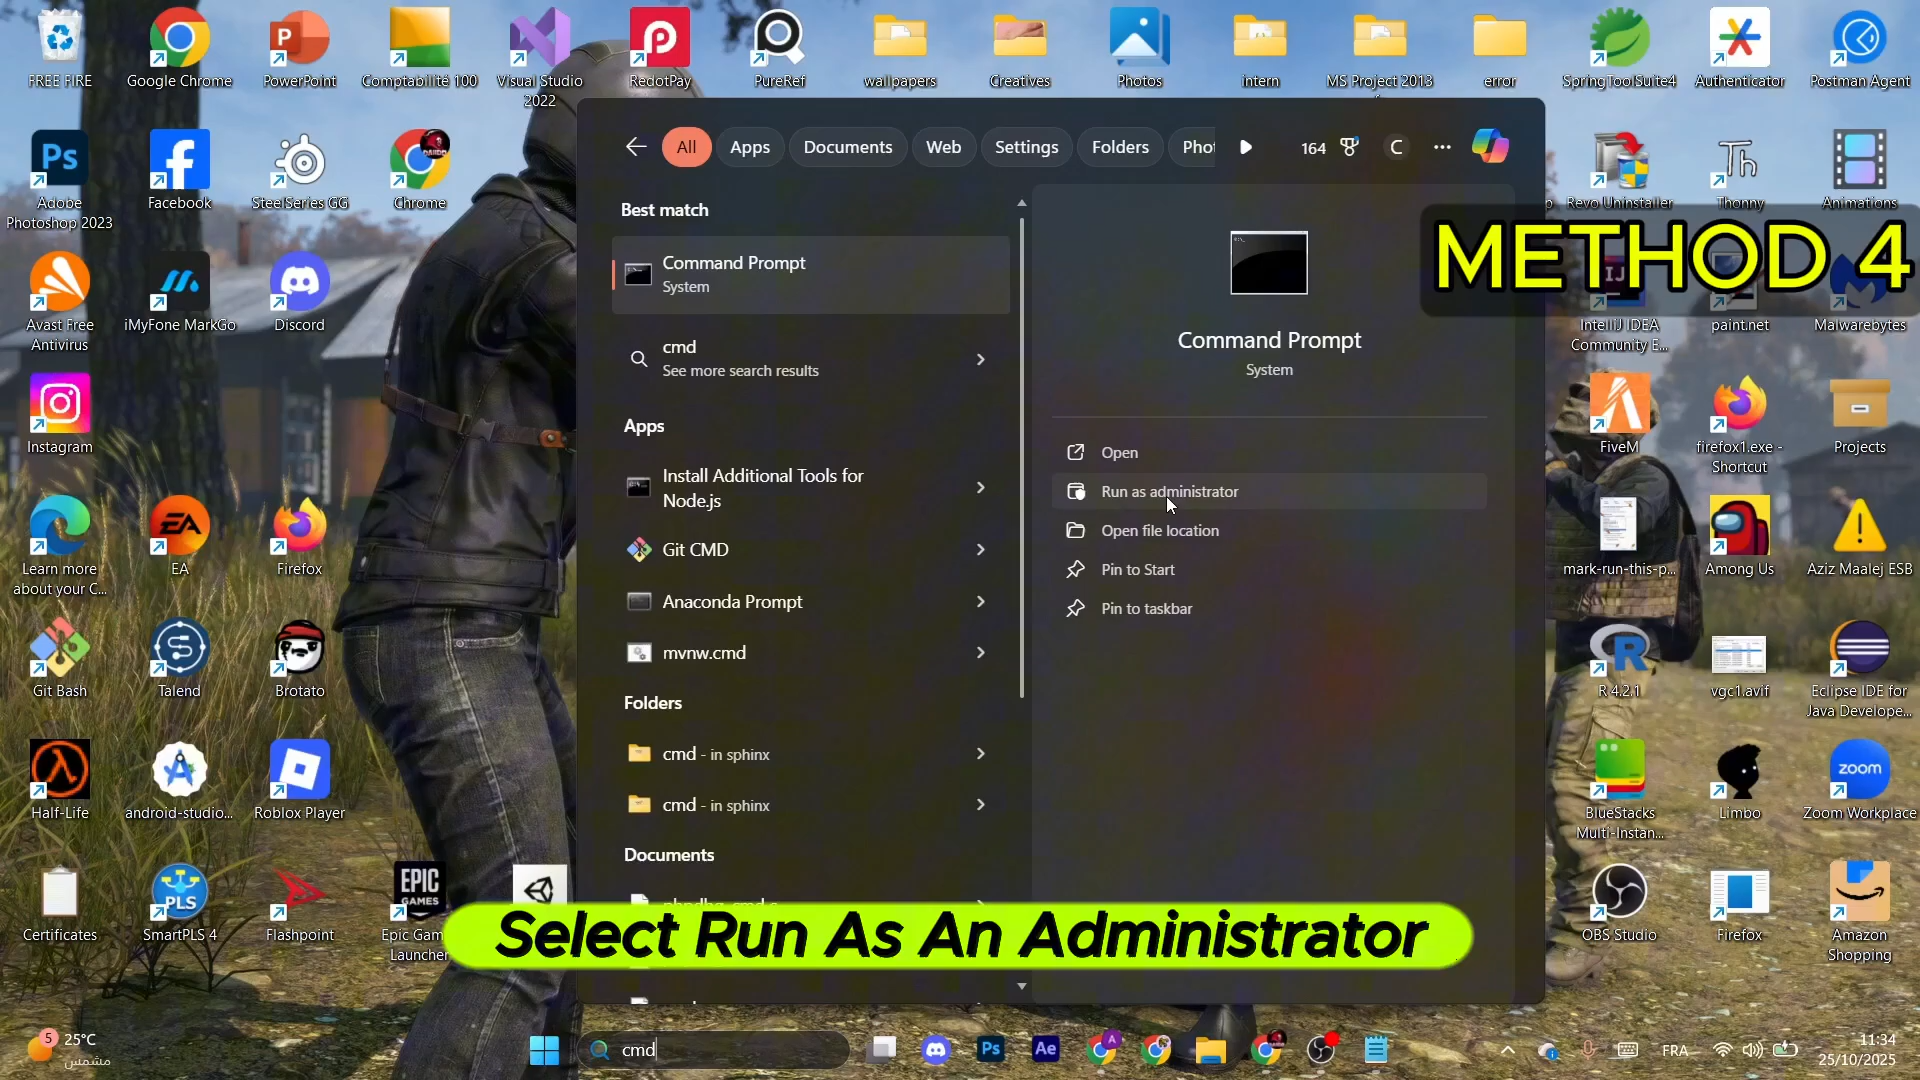 FREE FIRE
Google Chrome
PowerPoint
Comptabilité 100
Visual Studio
2022
RedotPay
PureRef
wallpapers
Creatives
Photos
intern
MS Project 2013
error
SpringToolSuite4
Authenticator
Postman Agent
All
Apps
Documents
Web
Settings
Folders
Phot
164
C
Adobe
Photoshop 2023
Facebook
SteelSeries GG
Chrome
Revo Uninstaller
Thonny
Animations
METHOD 4
Best match
Command Prompt
System
cmd
See more search results
Apps
Install Additional Tools for
Node.js
Git CMD
Anaconda Prompt
mvnw.cmd
Folders
cmd - in sphinx
cmd - in sphinx
Documents
Command Prompt
System
Open
Run as administrator
Open file location
Pin to Start
Pin to taskbar
Avast Free
Antivirus
iMyFone MarkGo
Discord
IntelliJ IDEA
Community E...
paint.net
Malwarebytes
Instagram
FiveM
firefox1.exe -
Shortcut
Projects
Learn more
about your C...
EA
Firefox
mark-run-this-p...
Among Us
Aziz Maalej ESB
Git Bash
Talend
Brotato
R 4.2.1
vgc1.avif
Eclipse IDE for
Java Develope...
Half-Life
android-studio...
Roblox Player
BlueStacks
Multi-Instan...
Limbo
zoom
Zoom Workplace
Certificates
PLS
SmartPLS 4
Flashpoint
EPIC
GAMES
Epic Gam
Launcher
OBS Studio
Firefox
Amazon
Shopping
Select Run As An Administrator
5
25°C
مشمس
cmd
Ps
Ae
A
FRA
11:34
25/10/2025